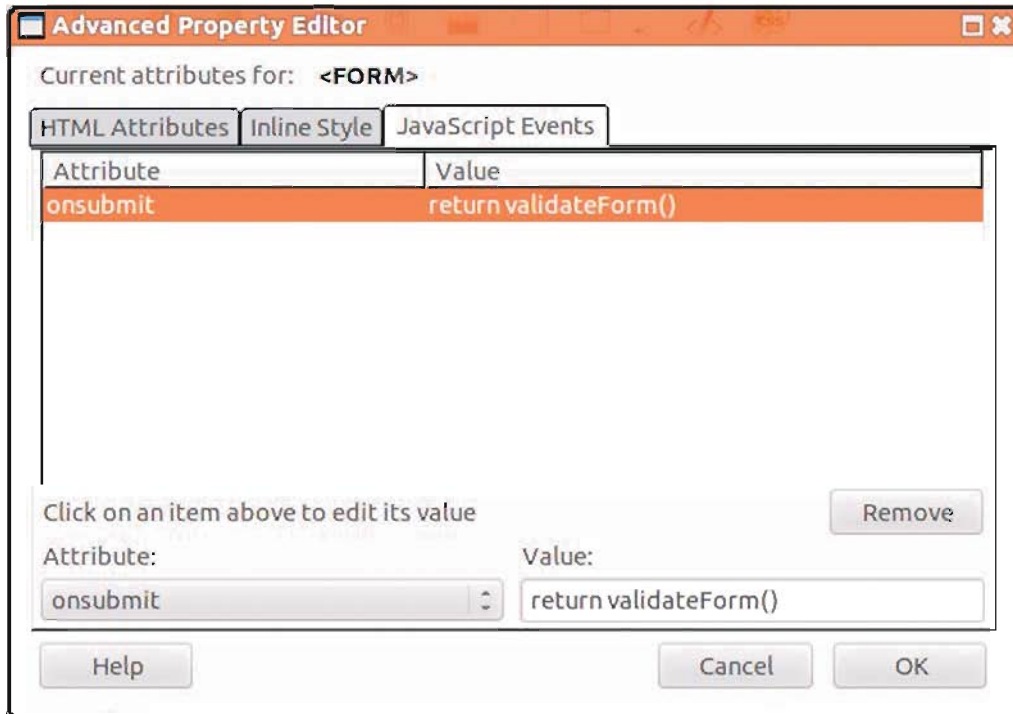 Advanced Property Editor
Current attributes for: <FORM>
HTML Attributes Inline Style JavaScript Events
Attribute Value
onsubmit return validateForm()
Click on an item above to edit its value Remove
Attribute: Value:
onsubmit return validateForm()
Help Cancel OK